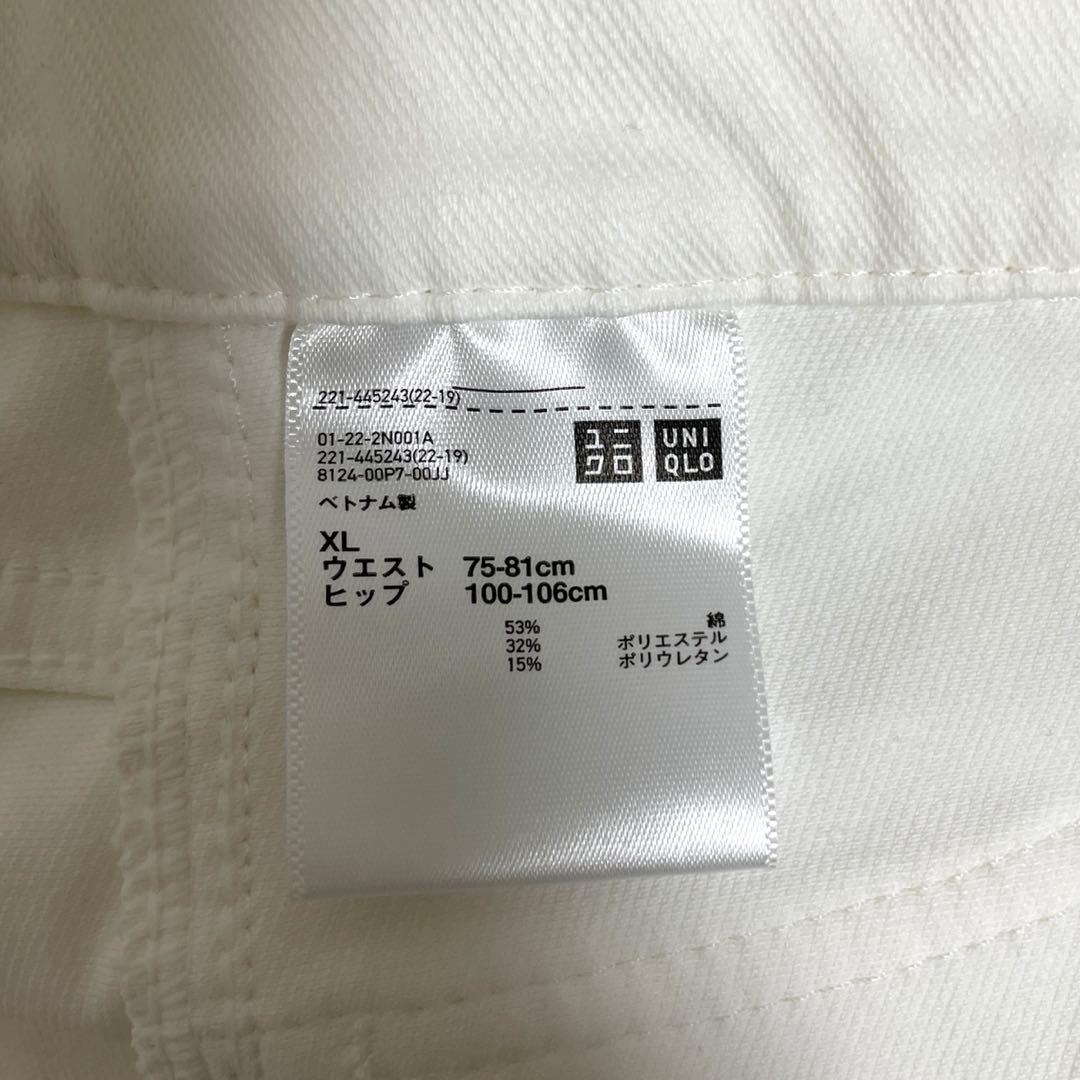 221-445243(22-19)
01-22-2N001A
221-445243(22-19)
8124-00P7-00JJ
ベトナム製
ユニ
クロ
UNI
QLO
XL
ウエスト 75-81cm
ヒップ 100-106cm
53% 綿
32% ポリエステル
15% ポリウレタン